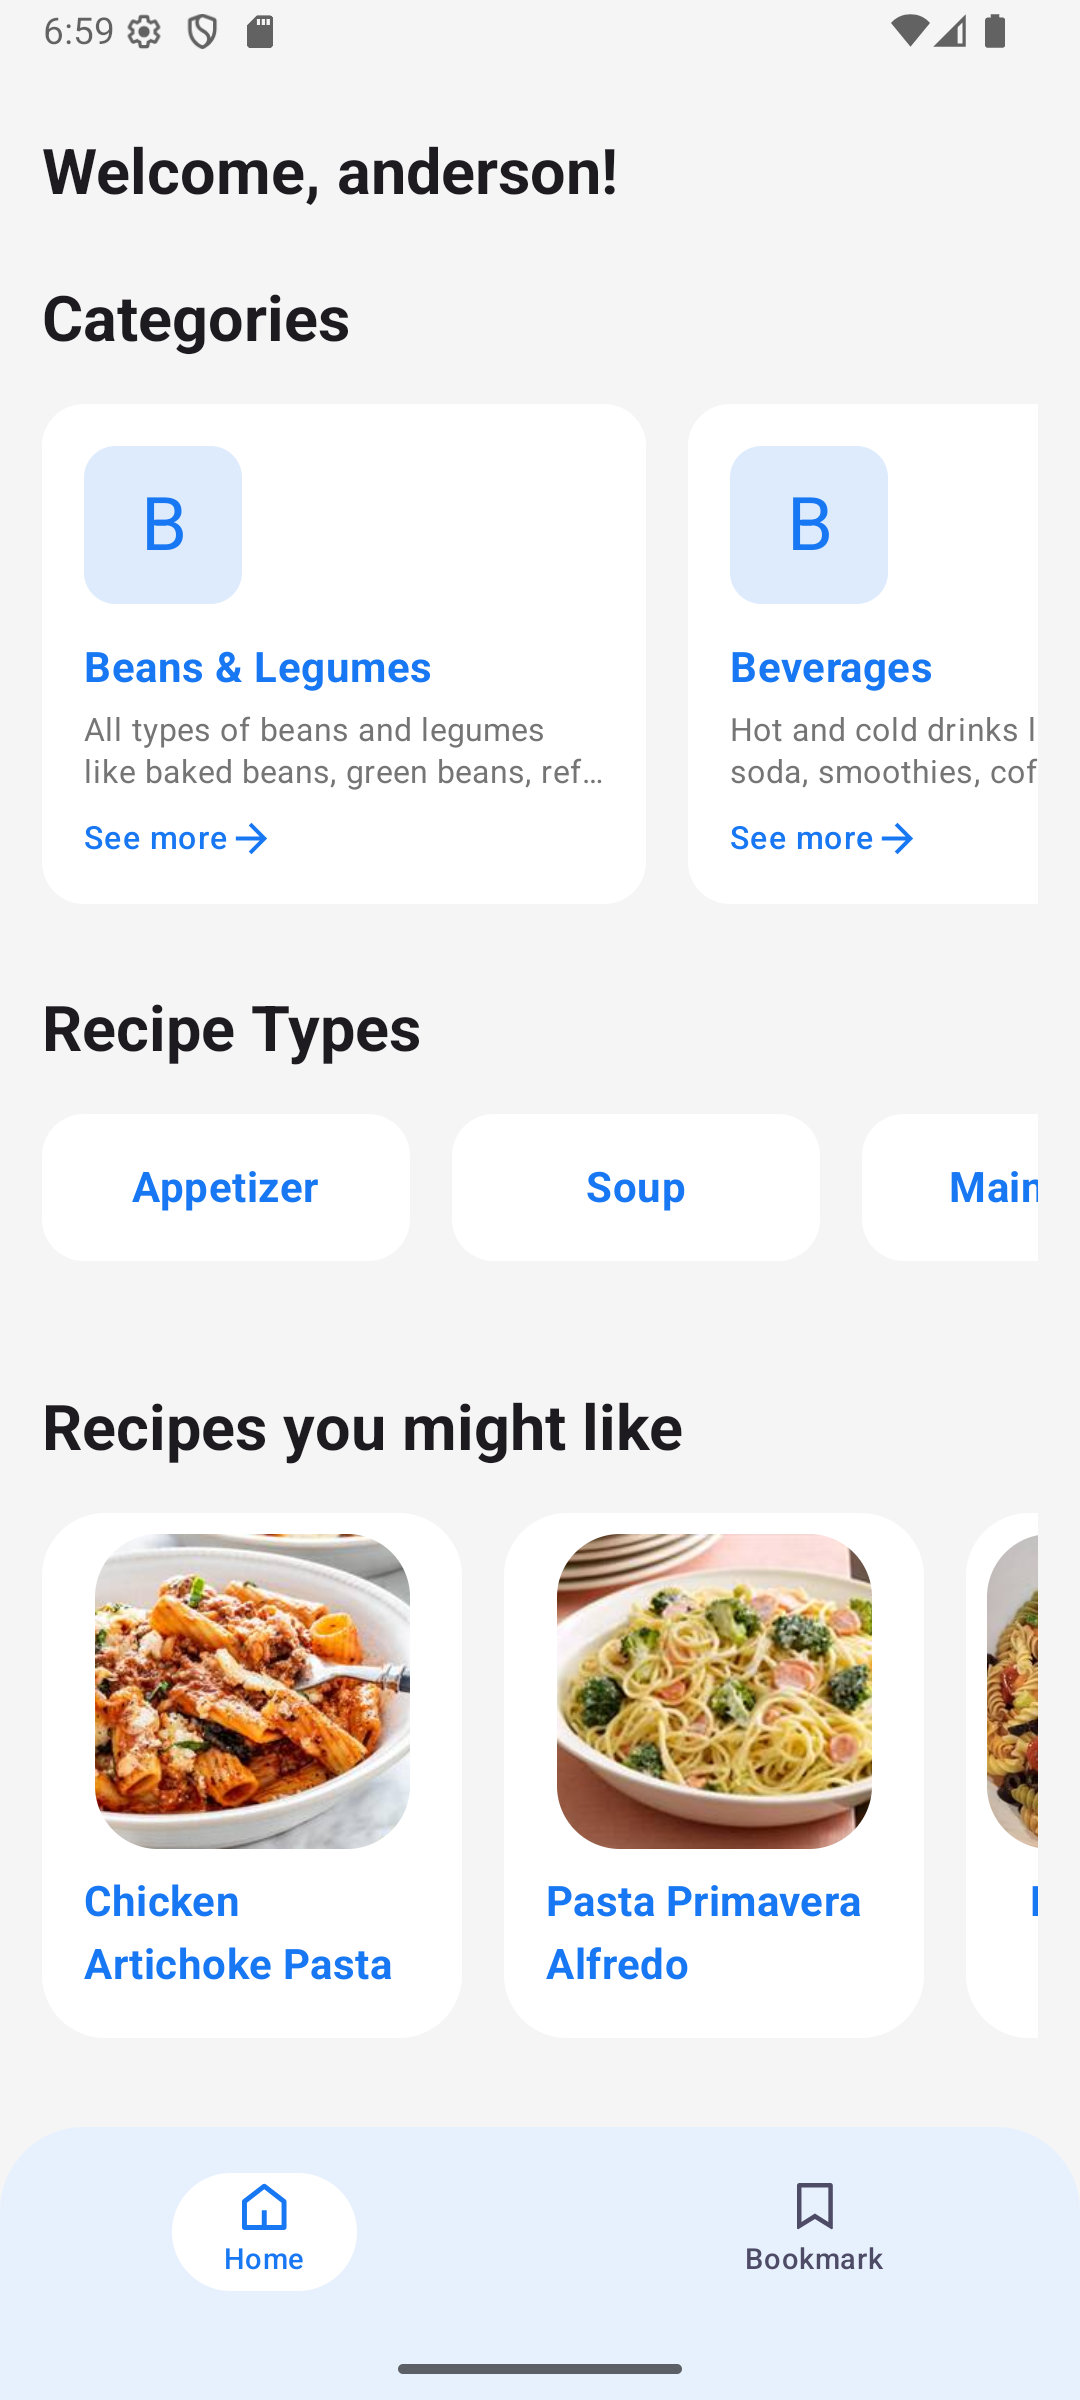 6:59
Welcome, anderson!
Categories
B
Beans & Legumes
All types of beans and legumes
like baked beans, green beans, ref…
See more
B
Beverages
Hot and cold drinks
soda, smoothies,
See more
Recipe Types
Appetizer
Soup
Main
Recipes you might like
Chicken
Artichoke Pasta
Pasta Primavera
Alfredo
Home
Bookmark